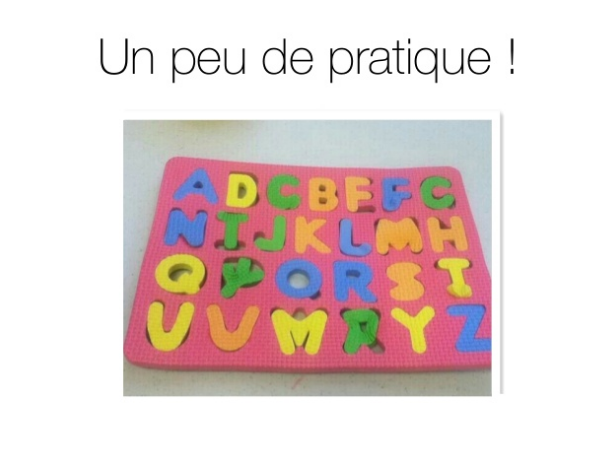 Un peu de pratique !
A D C B F F C
N T J K L M H
Q O R S I
U U M R Y Z